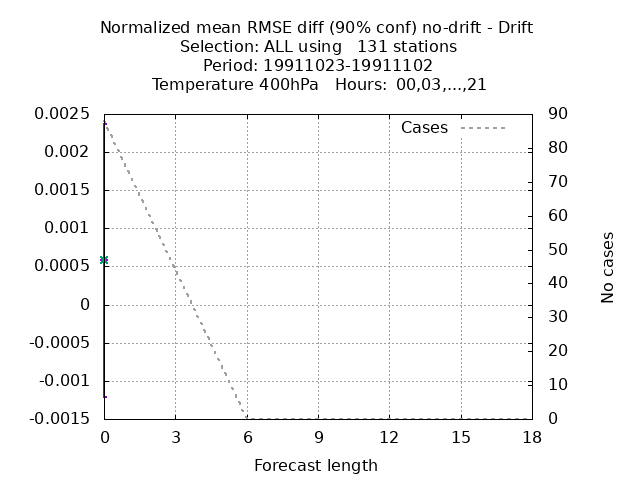 Normalized mean RMSE diff (90% conf) no-drift - Drift
Selection: ALL using 131 stations
Period: 19911023-19911102
Temperature 400hPa Hours: 00,03,...,21
Cases
0.0025
0.002
0.0015
0.001
0.0005
0
-0.0005
-0.001
-0.0015
90
80
70
60
50
40
30
20
10
0
No cases
0 3 6 9 12 15 18
Forecast length